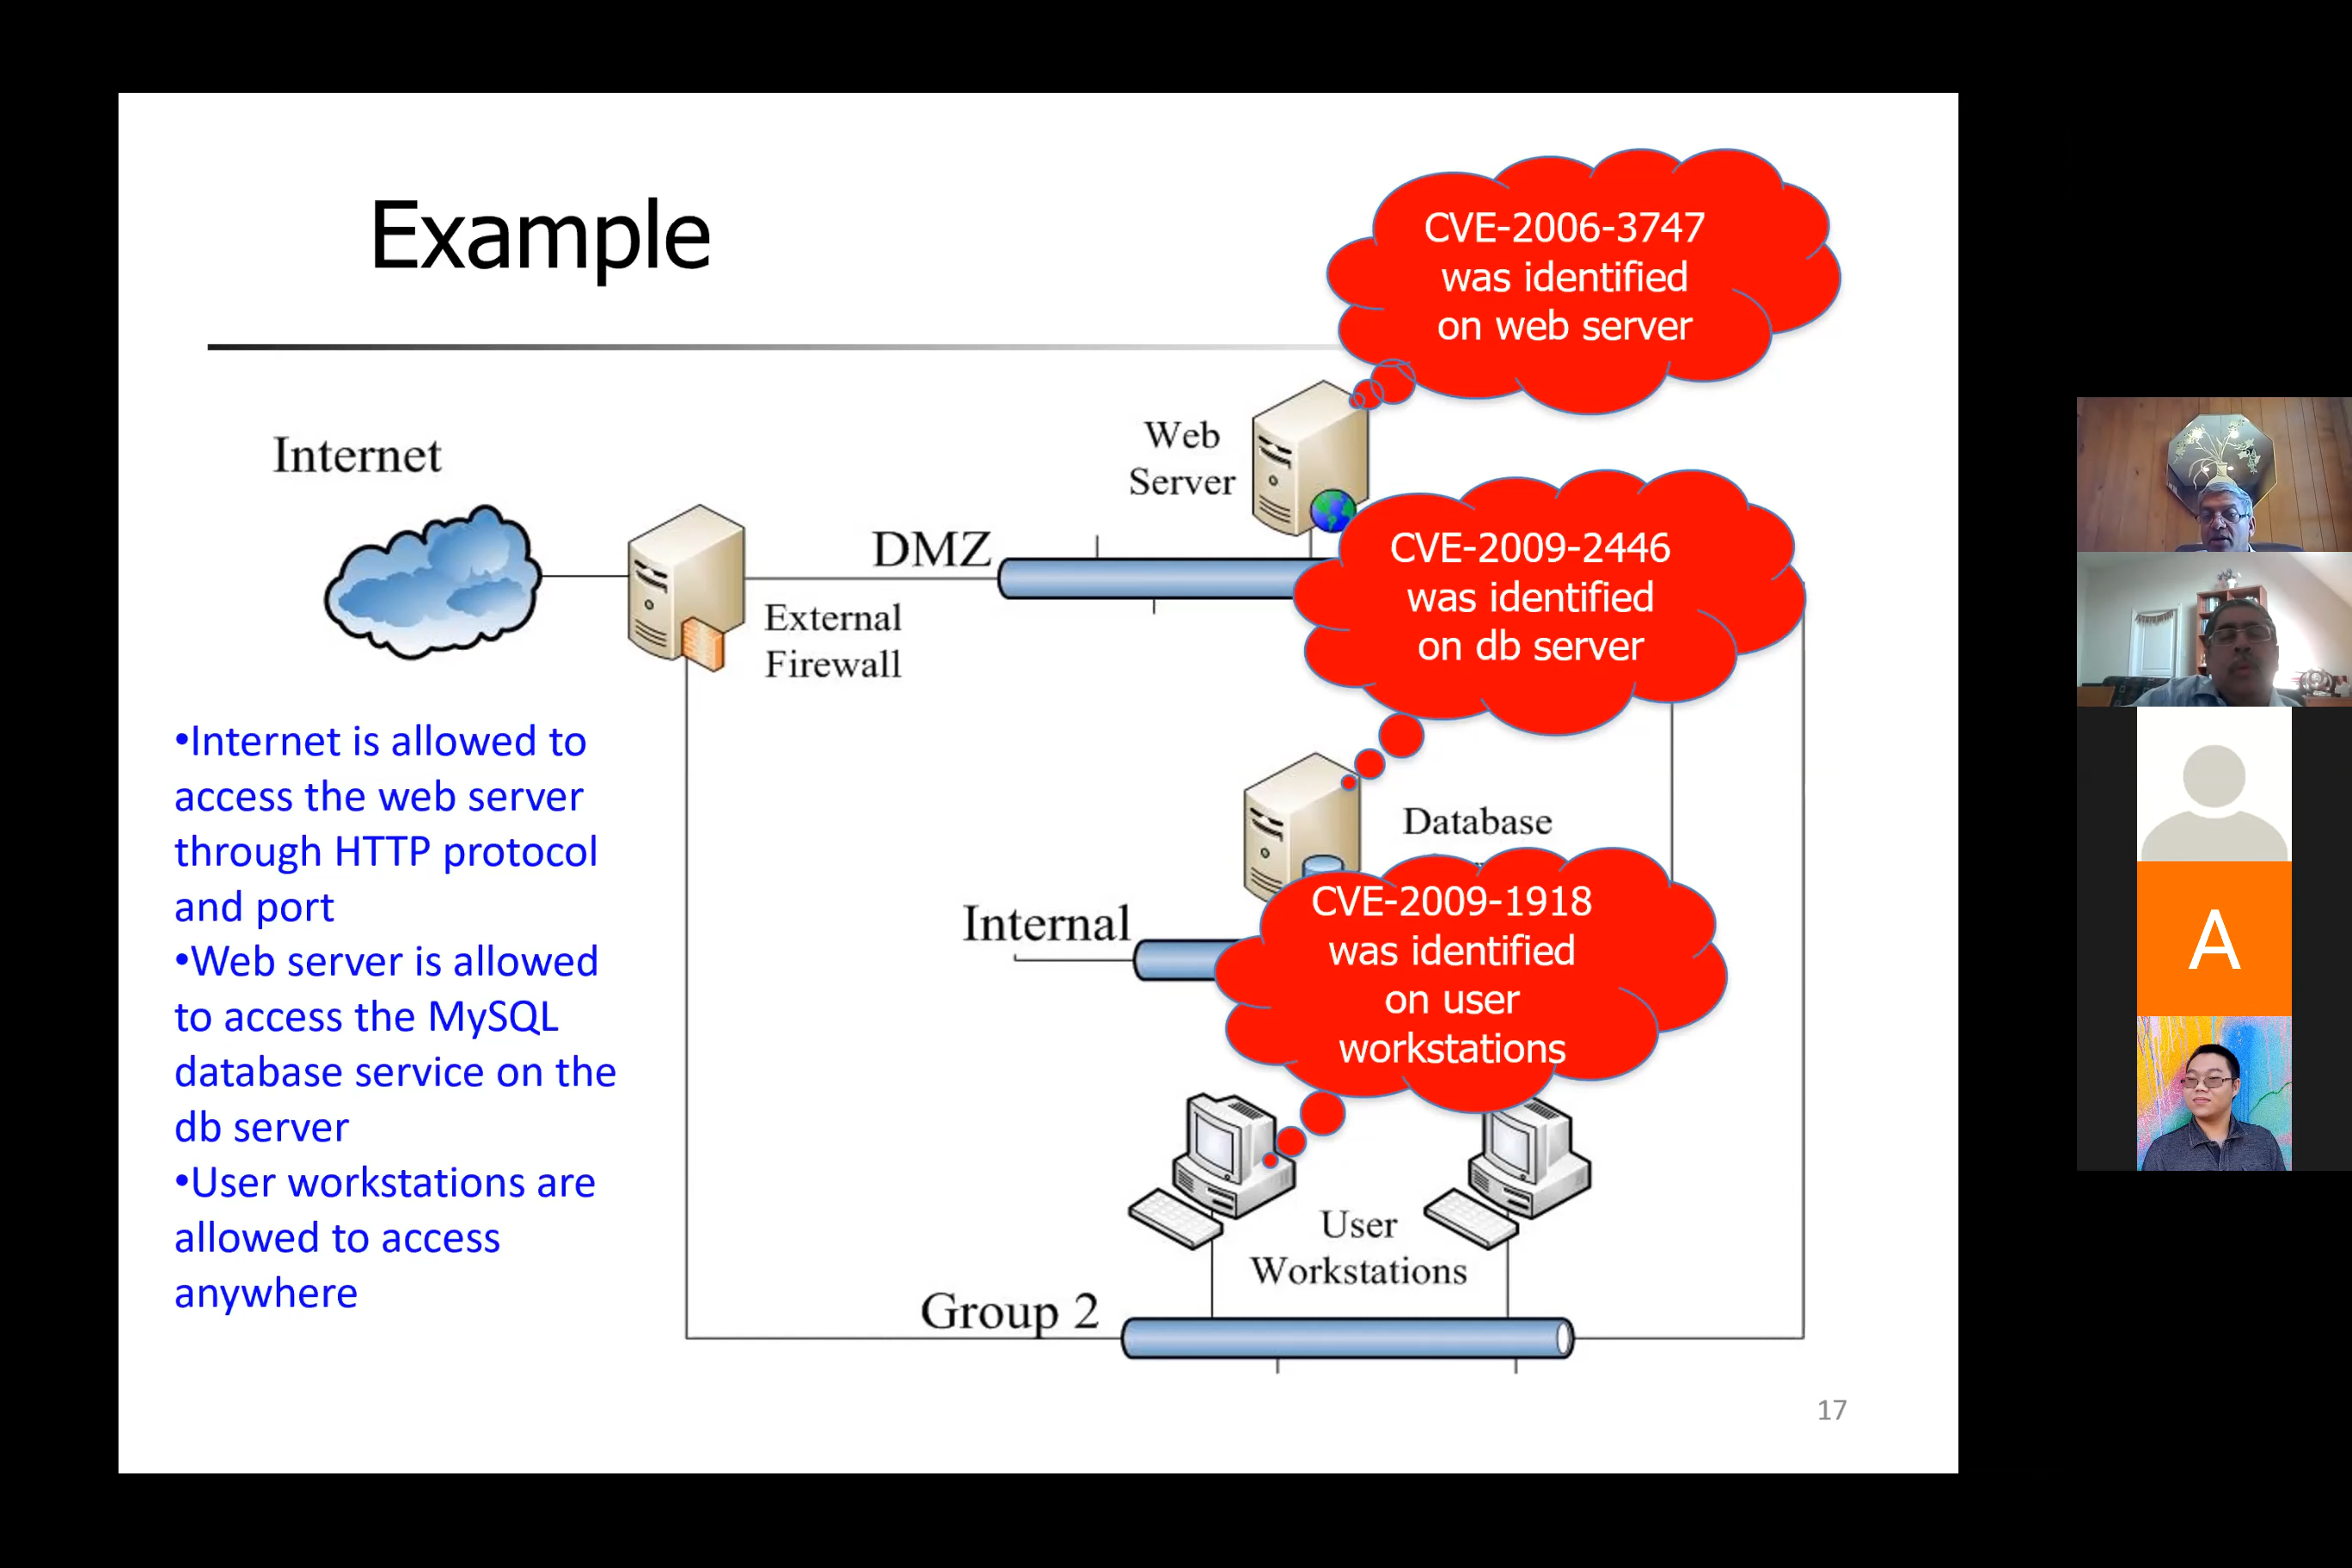 Example
CVE-2006-3747
was identified
on web server
Internet
Web
Server
DMZ
External
Firewall
CVE-2009-2446
was identified
on db server
•Internet is allowed to
access the web server
through HTTP protocol
and port
•Web server is allowed
to access the MySQL
database service on the
db server
•User workstations are
allowed to access
anywhere
Database
Internal
CVE-2009-1918
was identified
on user
workstations
User
Workstations
Group 2
17
A